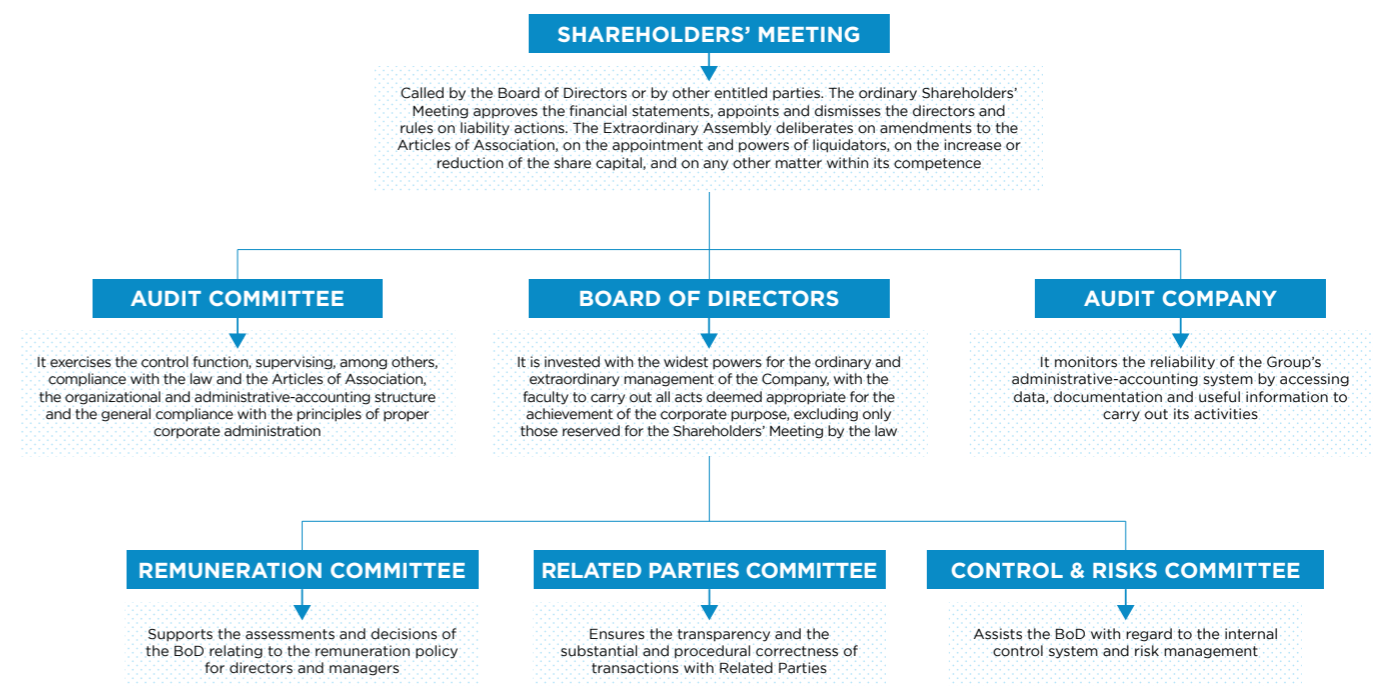 SHAREHOLDERS' MEETING
Called by the Board of Directors or by other entitled parties. The ordinary Shareholders'
Meeting approves the financial statements, appoints and dismisses the directors and
rules on liability actions. The Extraordinary Assembly deliberates on amendments to the
Articles of Association, on the appointment and powers of liquidators, on the increase or
reduction of the share capital, and on any other matter within its competence
AUDIT COMMITTEE
It exercises the control function, supervising, among others,
compliance with the law and the Articles of Association,
the organizational and administrative-accounting structure
and the general compliance with the principles of proper
corporate administration
BOARD OF DIRECTORS
It is invested with the widest powers for the ordinary and
extraordinary management of the Company, with the
faculty to carry out all acts deemed appropriate for the
achievement of the corporate purpose, excluding only
those reserved for the Shareholders' Meeting by the law
AUDIT COMPANY
It monitors the reliability of the Group's
administrative-accounting system by accessing
data, documentation and useful information to
carry out its activities
REMUNERATION COMMITTEE
Supports the assessments and decisions of
the BoD relating to the remuneration policy
for directors and managers
RELATED PARTIES COMMITTEE
Ensures the transparency and the
substantial and procedural correctness of
transactions with Related Parties
CONTROL & RISKS COMMITTEE
Assists the BoD with regard to the internal
control system and risk management